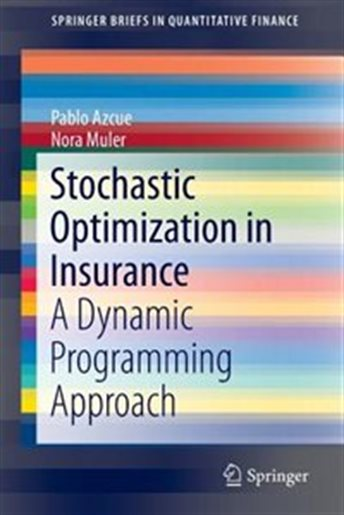 SPRINGER BRIEFS IN QUANTITATIVE FINANCE
Pablo Azcue
Nora Muler
Stochastic
Optimization in
Insurance
A Dynamic
Programming
Approach
Springer